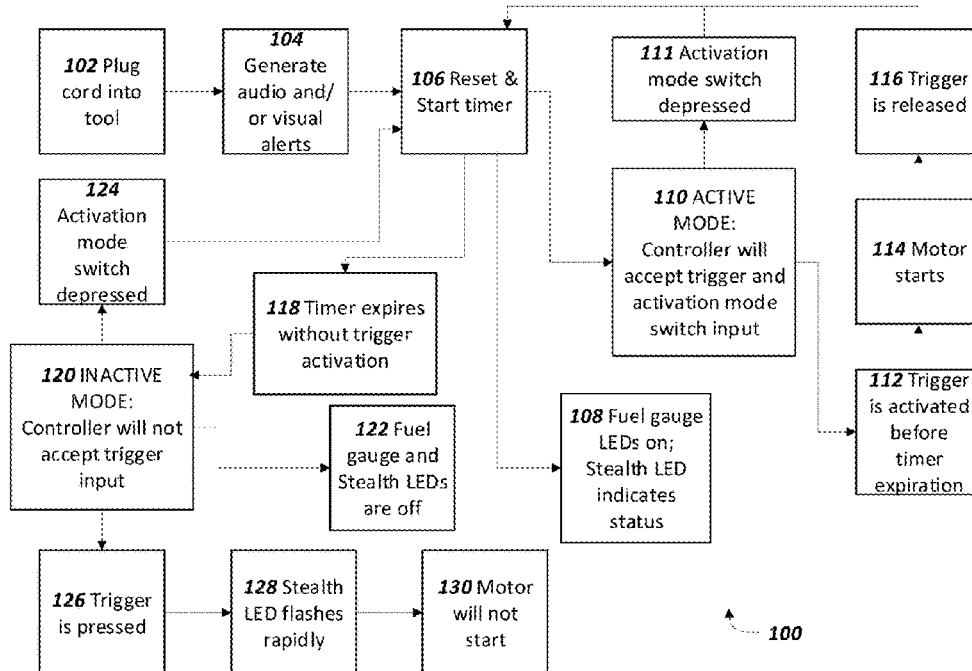 102 Plug
cord into
tool
104
Generate
audio and/
or visual
alerts
106 Reset &
Start timer
111 Activation
mode switch
depressed
116 Trigger
is released
124
Activation
mode
switch
depressed
110 ACTIVE
MODE:
Controller will
accept trigger and
activation mode
switch input
114 Motor
starts
118 Timer expires
without trigger
activation
120 INACTIVE
MODE:
Controller will not
accept trigger
input
122 Fuel
gauge and
Stealth LEDs
are off
108 Fuel gauge
LEDs on;
Stealth LED
indicates
status
112 Trigger
is activated
before
timer
expiration
126 Trigger
is pressed
128 Stealth
LED flashes
rapidly
130 Motor
will not
start
100